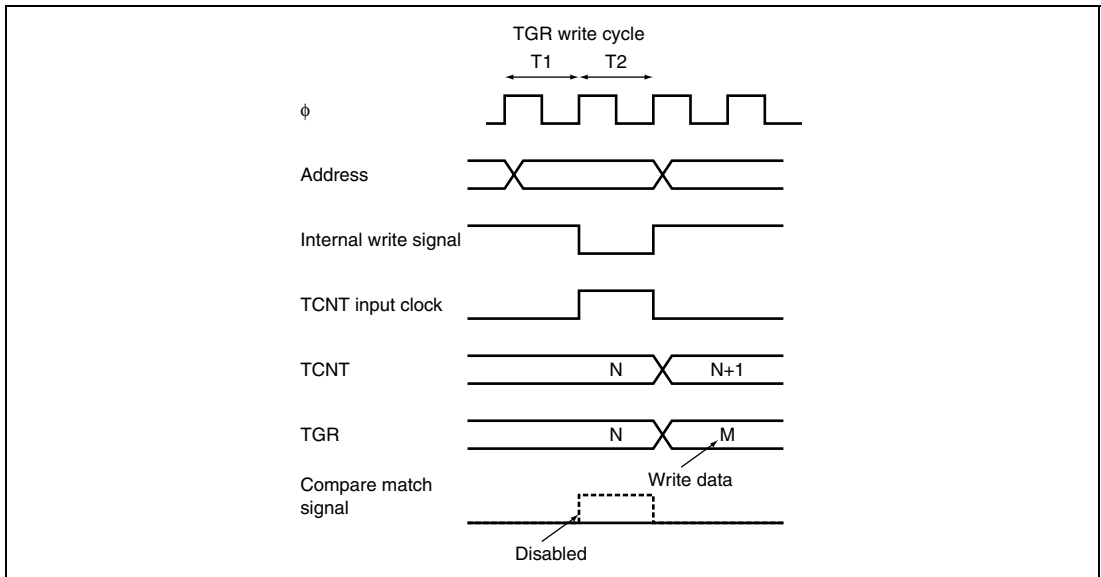 TGR write cycle
T1 T2
φ
Address
Internal write signal
TCNT input clock
TCNT N N+1
TGR N M
Write data
Compare match
signal
Disabled